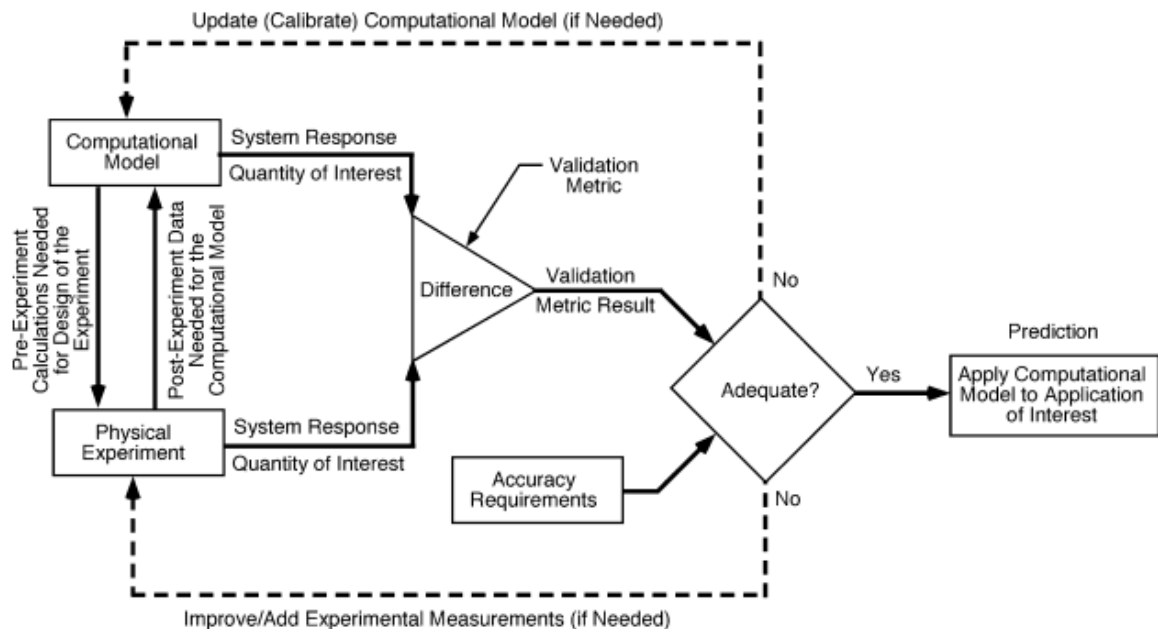 Update (Calibrate) Computational Model (if Needed)
Computational
Model
System Response
Quantity of Interest
Validation
Metric
Pre-Experiment
Calculations Needed
for Design of the
Experiment
Post-Experiment Data
Needed for the
Computational Model
Difference
Validation
Metric Result
No
Prediction
Adequate?
Yes
Apply Computational
Model to Application
of Interest
Physical
Experiment
System Response
Quantity of Interest
Accuracy
Requirements
No
Improve/Add Experimental Measurements (if Needed)